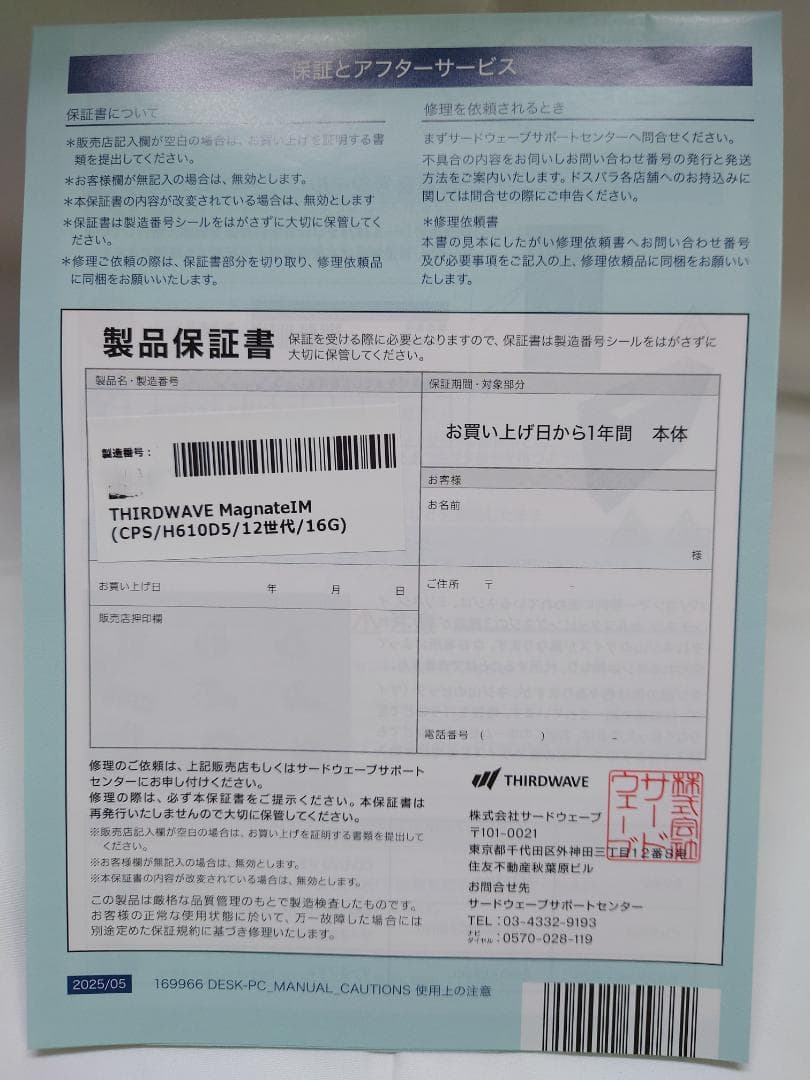 保証とアフターサービス
保証書について
＊販売店記入欄が空白の場合は、お買い上げを証明する書
類を提出してください。
＊お客様欄が無記入の場合は、無効とします。
＊本保証書の内容が改変されている場合は、無効とします
＊保証書は製造番号シールをはがさずに大切に保管してく
ださい。
＊修理ご依頼の際は、保証書部分を切り取り、修理依頼品
に同梱をお願いいたします。
修理を依頼されるとき
まずサードウェーブサポートセンターへ問合せください。
不具合の内容をお伺いしお問い合わせ番号の発行と発送
方法をご案内いたします。ドスパラ各店舗へのお持込みに
関しては問合せの際にご申告ください。
＊修理依頼書
本書の見本にしたがい修理依頼書へお問い合わせ番号
及び必要事項をご記入の上、修理依頼品に同梱をお願いい
たします。
製品保証書
保証を受ける際に必要となりますので、保証書は製造番号シールをはがさずに
大切に保管してください。
製品名・製造番号
製造番号：
THIRDWAVE MagnateIM
(CPS/H610D5/12世代/16G)
保証期間・対象部分
お買い上げ日から1年間　本体
お客様
お名前
様
お買い上げ日　年　月　日
ご住所　〒　-
販売店押印欄
電話番号　(　)　-
修理のご依頼は、上記販売店もしくはサードウェーブサポート
センターにお申し付けください。
修理の際は、必ず本保証書をご提示ください。本保証書は
再発行いたしませんので大切に保管してください。
※販売店記入欄が空白の場合は、お買い上げを証明する書類を提出して
ください。
※お客様欄が無記入の場合は、無効とします。
※本保証書の内容が改変されている場合は、無効とします。
この製品は厳格な品質管理のもとで製造検査したものです。
お客様の正常な使用状態に於いて、万一故障した場合には
別途定めた保証規約に基づき修理いたします。
THIRDWAVE
株式会社サードウェーブ
〒101-0021
東京都千代田区外神田三丁目12番8号
住友不動産秋葉原ビル
お問合せ先
サードウェーブサポートセンター
TEL：03-4332-9193
ナビダイヤル：0570-028-119
株式会社
サード
ウェーブ
2025/05
169966 DESK-PC_MANUAL_CAUTIONS 使用上の注意